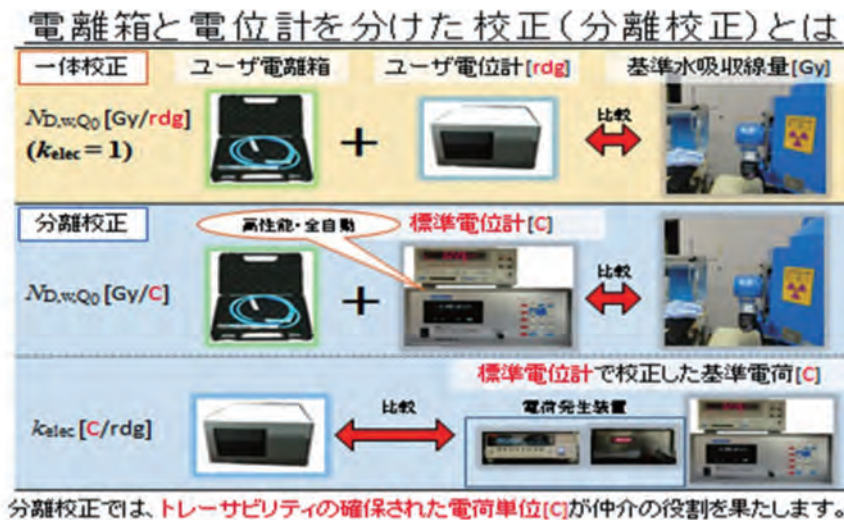 電離箱と電位計を分けた校正(分離校正)とは
一体校正
ユーザ電離箱
ユーザ電位計[rdg]
基準水吸収線量[Gy]
N_D,w,Q0 [Gy/rdg]
(k_elec = 1)
+
比較
分離校正
高性能・全自動
標準電位計[C]
N_D,w,Q0 [Gy/C]
+
比較
標準電位計で校正した基準電荷[C]
k_elec [C/rdg]
比較
電荷発生装置
分離校正では、トレーサビリティの確保された電荷単位[C]が仲介の役割を果たします。